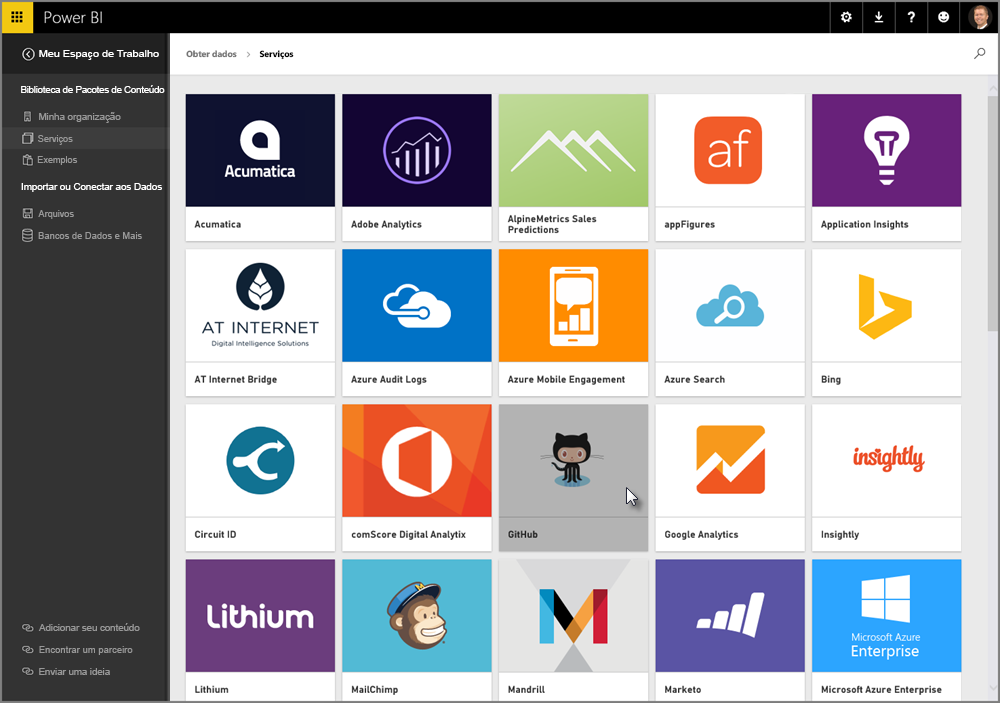 Power BI
?
Meu Espaço de Trabalho
Obter dados > Serviços
Biblioteca de Pacotes de Conteúdo
Minha organização
Serviços
Exemplos
Importar ou Conectar aos Dados
Arquivos
Bancos de Dados e Mais
Adicionar seu conteúdo
Encontrar um parceiro
Enviar uma ideia
Acumatica
Acumatica
Adobe Analytics
AlpineMetrics Sales
Predictions
af
appFigures
Application Insights
AT INTERNET
Digital Intelligence Solutions
AT Internet Bridge
Azure Audit Logs
Azure Mobile Engagement
Azure Search
Bing
Circuit ID
comScore Digital Analytix
GitHub
Google Analytics
insightly
Insightly
Lithium
Lithium
MailChimp
Mandrill
Marketo
Microsoft Azure
Enterprise
Microsoft Azure Enterprise